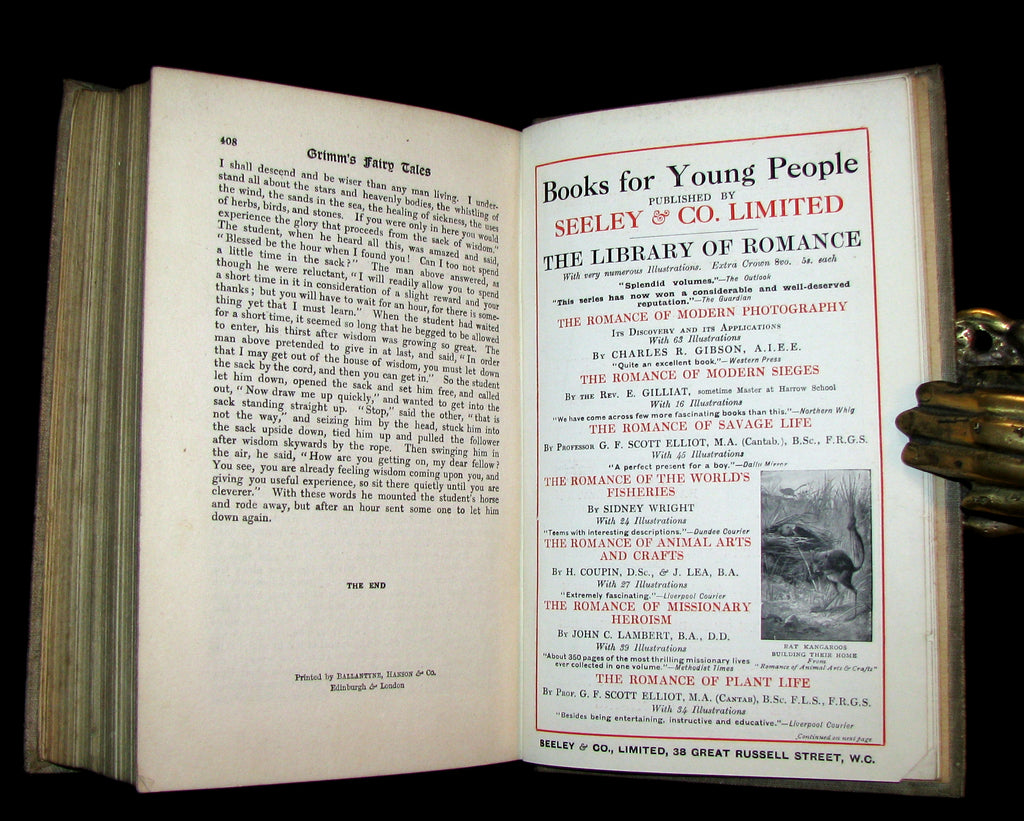 408
Grimm's Fairy Tales
I shall descend and be wiser than any man living. I under-
stand all about the stars and heavenly bodies, the whistling of
the wind, the sands in the sea, the healing of sickness, the uses
of herbs, birds, and stones. If you were only in here you would
experience the glory that proceeds from the sack of wisdom."
The student, when he heard all this, was amazed and said,
"Blessed be the hour when I found you! Can I too not spend
a little time in the sack?" The man above answered, as
though he were reluctant, "I will readily allow you to spend
a short time in it in consideration of a slight reward and your
thanks; but you will have to wait for an hour, for there is some-
thing yet that I must learn." When the student had waited
for a short time, it seemed so long that he begged to be allowed
to enter, his thirst after wisdom was growing so great. The
man above pretended to give in at last, and said, "In order
that I may get out of the house of wisdom, you must let down
the sack by the cord, and then you can get in." So the student
let him down, opened the sack and set him free, and called
out, "Now draw me up quickly," and wanted to get into the
sack standing straight up. "Stop," said the other, "that is
not the way," and seizing him by the head, stuck him into
the sack upside down, tied him up and pulled the follower
after wisdom skywards by the rope. Then swinging him in
the air, he said, "How are you getting on, my dear fellow?
You see, you are already feeling wisdom coming upon you, and
giving you useful experience, so sit there quietly until you are
cleverer." With these words he mounted the student's horse
and rode away, but after an hour sent some one to let him
down again.
THE END
Printed by BALLANTYNE, HANSON & Co.
Edinburgh & London
Books for Young People
PUBLISHED BY
SEELEY & CO. LIMITED
THE LIBRARY OF ROMANCE
With very numerous Illustrations. Extra Crown 8vo. 5s. each
"Splendid volumes."—The Outlook
"This series has now won a considerable and well-deserved
reputation."—The Guardian
THE ROMANCE OF MODERN PHOTOGRAPHY
ITS DISCOVERY AND ITS APPLICATIONS
With 63 Illustrations
BY CHARLES R. GIBSON, A.I.E.E.
"Quite an excellent book."—Western Press
THE ROMANCE OF MODERN SIEGES
BY THE REV. E. GILLIAT, sometime Master at Harrow School
With 16 Illustrations
"We have come across few more fascinating books than this."—Northern Whig
THE ROMANCE OF SAVAGE LIFE
BY PROFESSOR G. F. SCOTT ELLIOT, M.A. (Cantab.), B.Sc., F.R.G.S.
With 45 Illustrations
"A perfect present for a boy."—Daily Mirror
THE ROMANCE OF THE WORLD'S
FISHERIES
BY SIDNEY WRIGHT
With 24 Illustrations
"Teems with interesting descriptions."—Dundee Courier
THE ROMANCE OF ANIMAL ARTS
AND CRAFTS
BY H. COUPIN, D.Sc., & J. LEA, B.A.
With 27 Illustrations
"Extremely fascinating."—Liverpool Courier
THE ROMANCE OF MISSIONARY
HEROISM
BY JOHN C. LAMBERT, B.A., D.D.
With 39 Illustrations
"About 350 pages of the most thrilling missionary lives
ever collected in one volume."—Methodist Times
RAT KANGAROOS
BUILDING THEIR HOME
From
"Romance of Animal Arts & Crafts"
THE ROMANCE OF PLANT LIFE
BY PROF. G. F. SCOTT ELLIOT, M.A. (CANTAB), B.Sc. F.L.S., F.R.G.S.
With 34 Illustrations
"Besides being entertaining, instructive and educative."—Liverpool Courier
Continued on next page
SEELEY & CO., LIMITED, 38 GREAT RUSSELL STREET, W.C.